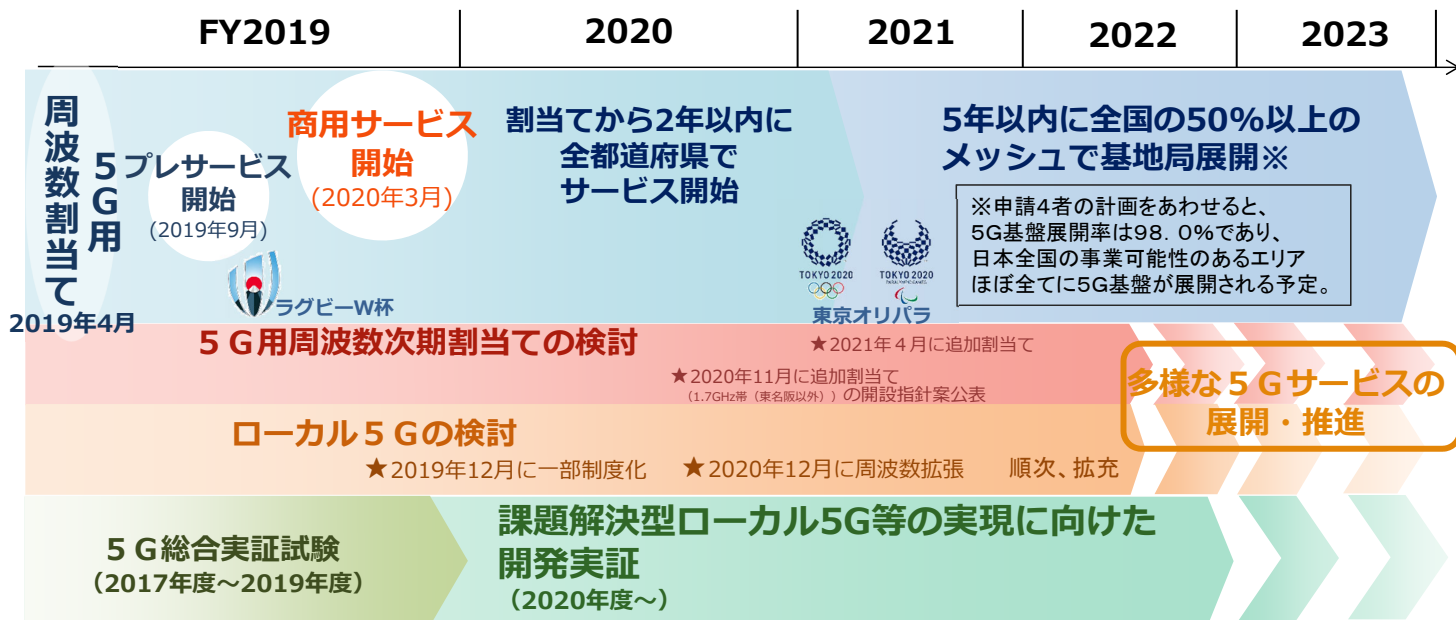 FY2019
2020
2021
2022
2023
5G用
周波数割当て
2019年4月
プレサービス
開始
(2019年9月)
ラグビーW杯
商用サービス
開始
(2020年3月)
割当てから2年以内に
全都道府県で
サービス開始
TOKYO 2020
TOKYO 2020
PARALYMPIC GAMES
東京オリパラ
5年以内に全国の50%以上の
メッシュで基地局展開※
※申請4者の計画をあわせると、
5G基盤展開率は98．0%であり、
日本全国の事業可能性のあるエリア
ほぼ全てに5G基盤が展開される予定。
５Ｇ用周波数次期割当ての検討
★2021年４月に追加割当て
★2020年11月に追加割当て
(1.7GHz帯（東名阪以外））の開設指針案公表
ローカル５Ｇの検討
★2019年12月に一部制度化
★2020年12月に周波数拡張
順次、拡充
多様な５Ｇサービスの
展開・推進
５Ｇ総合実証試験
（2017年度～2019年度）
課題解決型ローカル5G等の実現に向けた
開発実証
（2020年度～）